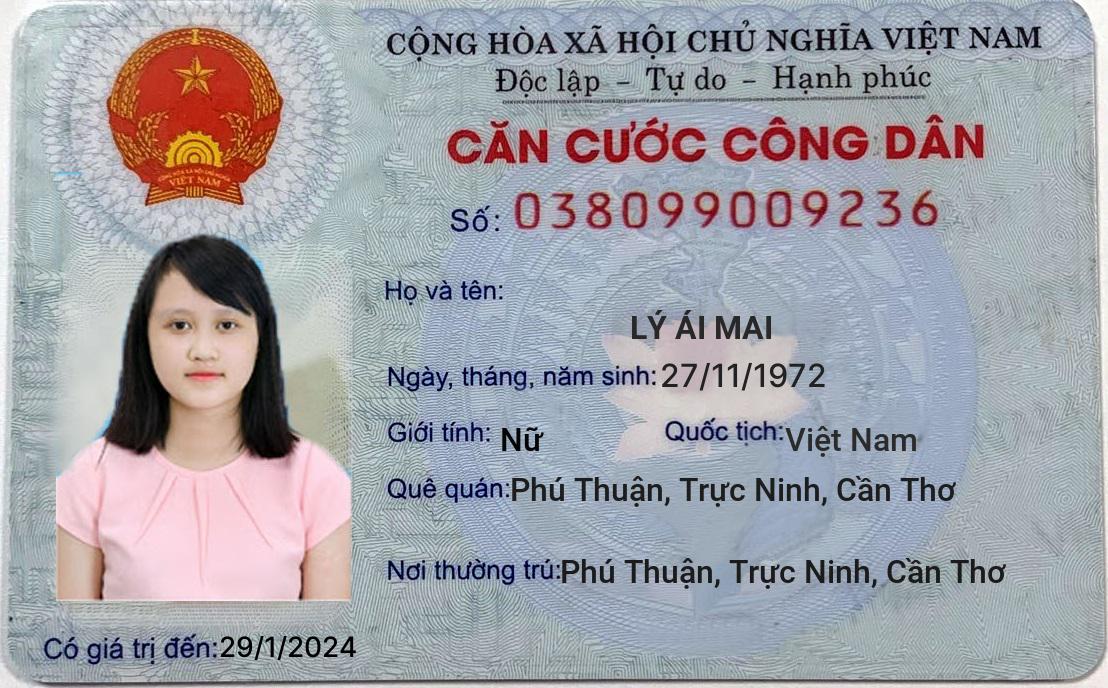 CỘNG HÒA XÃ HỘI CHỦ NGHĨA VIỆT NAM
Độc lập – Tự do – Hạnh phúc
CĂN CƯỚC CÔNG DÂN
Số: 038099009236
CỘNG HÒA XÃ HỘI CHỦ NGHĨA
VIỆT NAM
Họ và tên:
LÝ ÁI MAI
Ngày, tháng, năm sinh:27/11/1972
Giới tính: Nữ Quốc tịch:Việt Nam
Quê quán:Phú Thuận, Trực Ninh, Cần Thơ
Nơi thường trú:Phú Thuận, Trực Ninh, Cần Thơ
Có giá trị đến:29/1/2024